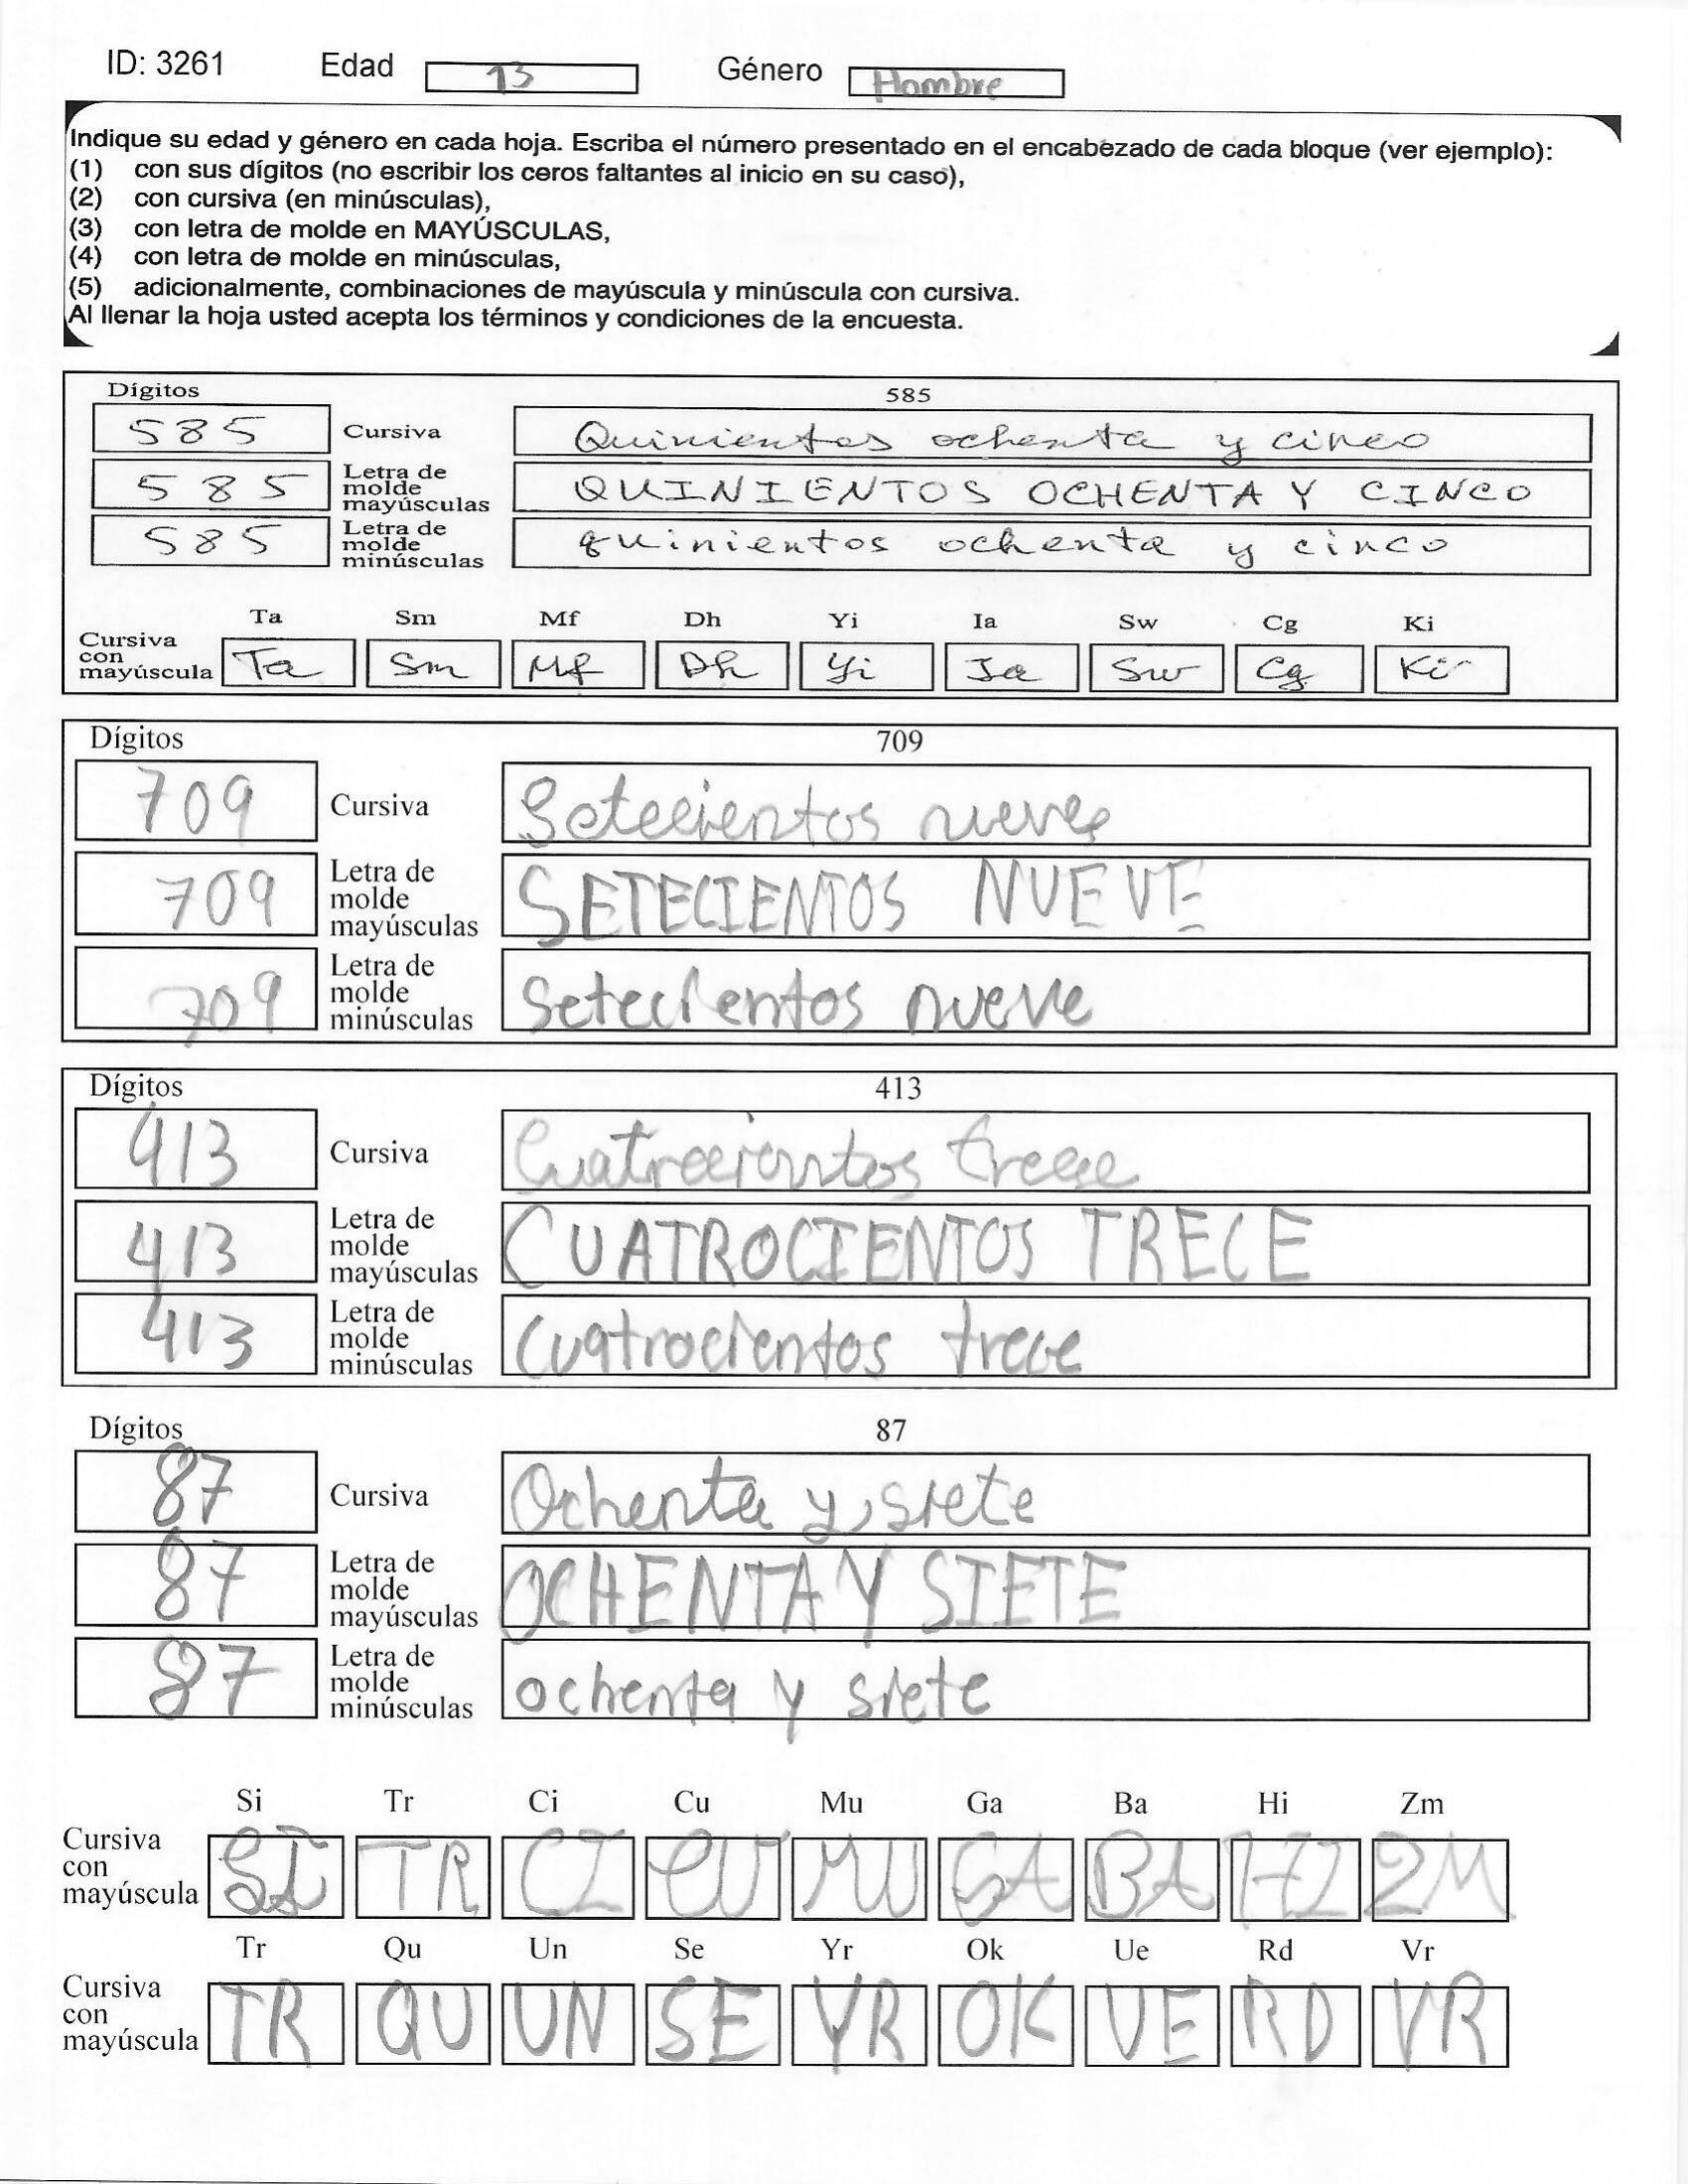 ID: 3261 Edad 13 Género Hombre
Indique su edad y género en cada hoja. Escriba el número presentado en el encabezado de cada bloque (ver ejemplo):
(1) con sus dígitos (no escribir los ceros faltantes al inicio en su caso),
(2) con cursiva (en minúsculas),
(3) con letra de molde en MAYÚSCULAS,
(4) con letra de molde en minúsculas,
(5) adicionalmente, combinaciones de mayúscula y minúscula con cursiva.
Al llenar la hoja usted acepta los términos y condiciones de la encuesta.
Dígitos 585
585 Cursiva Quinientos ochenta y cinco
585 Letra de molde mayúsculas QUINIENTOS OCHENTA Y CINCO
585 Letra de molde minúsculas quinientos ochenta y cinco
Ta Sm Mf Dh Yi Ia Sw Cg Ki
Cursiva con mayúscula Ta Sm Mf Dh Yi Ia Sw Cg Ki
Dígitos 709
709 Cursiva Setecientos nueve
709 Letra de molde mayúsculas SETECIENTOS NUEVE
709 Letra de molde minúsculas Setecientos nueve
Dígitos 413
413 Cursiva Cuatrocientos trece
413 Letra de molde mayúsculas CUATROCIENTOS TRECE
413 Letra de molde minúsculas Cuatrocientos trece
Dígitos 87
87 Cursiva Ochenta y siete
87 Letra de molde mayúsculas OCHENTA Y SIETE
87 Letra de molde minúsculas ochenta y siete
Si Tr Ci Cu Mu Ga Ba Hi Zm
Cursiva con mayúscula SI TR CI CU MU GA BA HI ZM
Tr Qu Un Se Yr Ok Ue Rd Vr
Cursiva con mayúscula TR QU UN SE YR OK UE RD VR